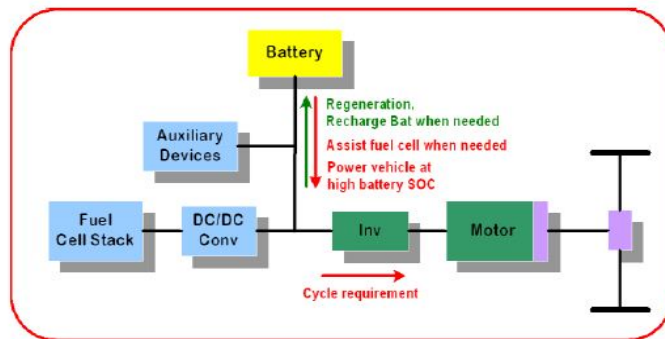 Battery
Regeneration,
Recharge Bat when needed
Assist fuel cell when needed
Power vehicle at
high battery SOC
Auxiliary
Devices
Fuel
Cell Stack
DC/DC
Conv
Inv
Motor
Cycle requirement